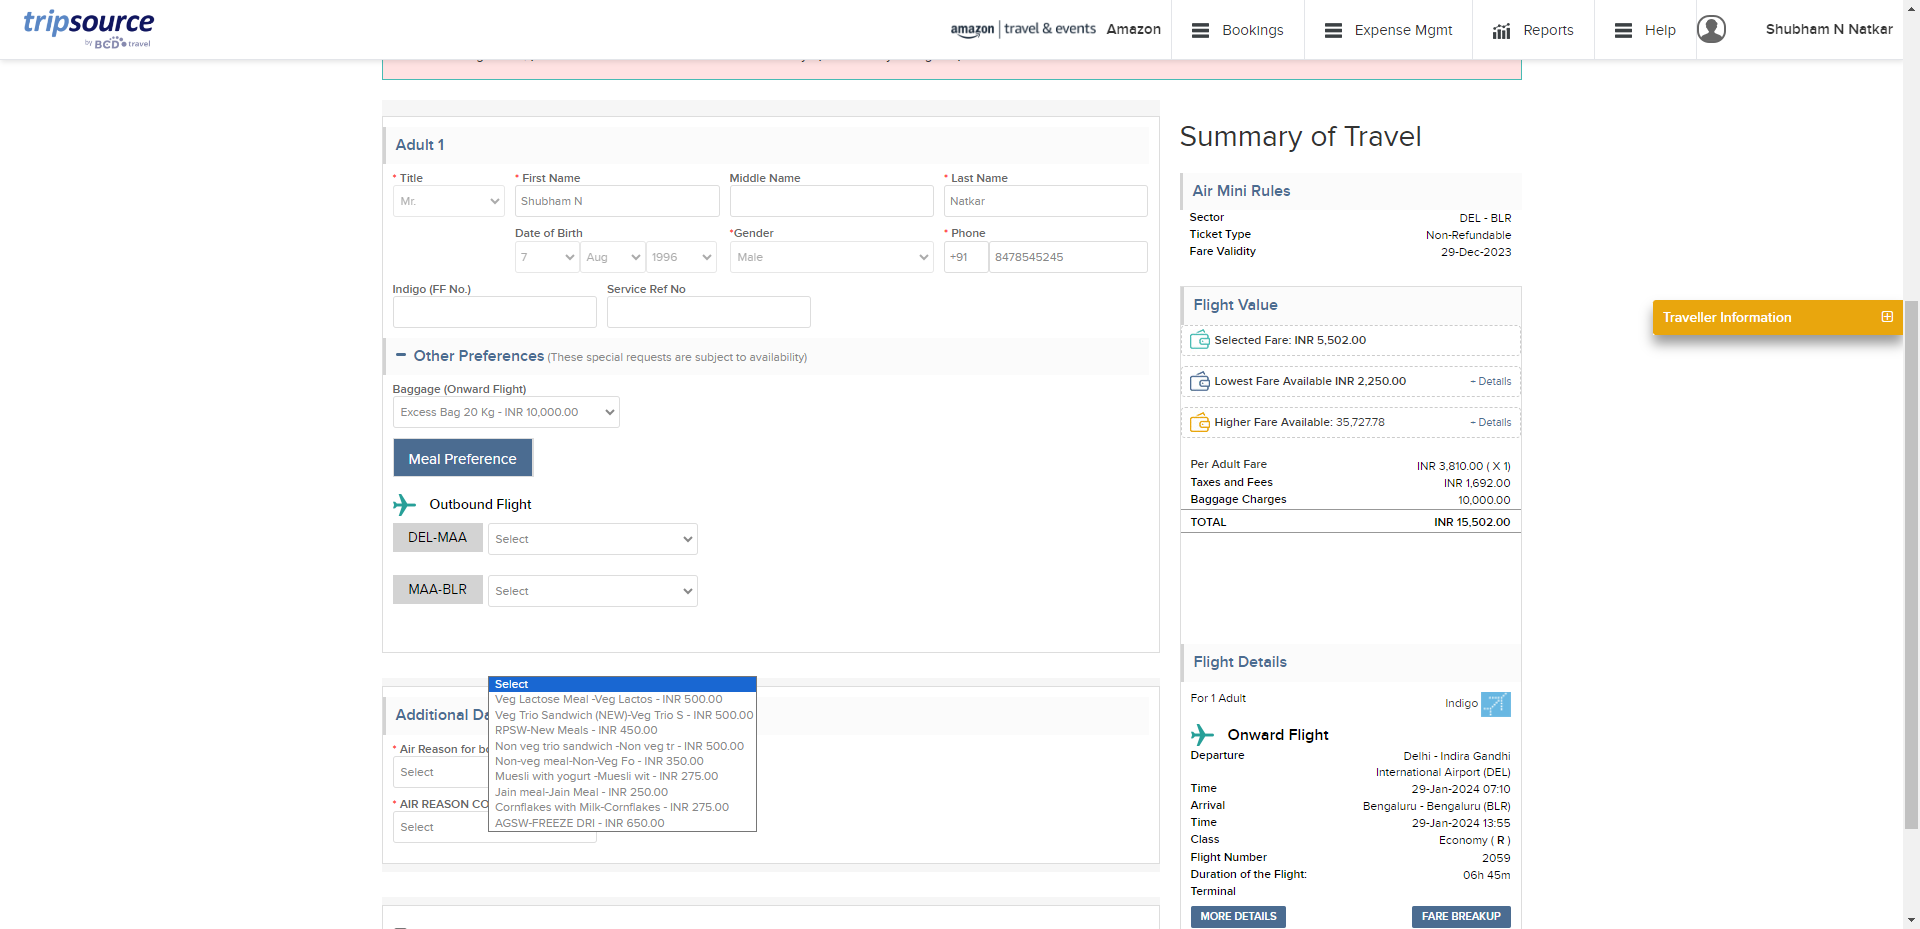 tripsource
by BCD travel
amazon | travel & events Amazon
Bookings
Expense Mgmt
Reports
Help
Shubham N Natkar
Adult 1
* Title
* First Name
Middle Name
* Last Name
Mr.
Shubham N
Natkar
Date of Birth
*Gender
* Phone
7
Aug
1996
Male
+91
8478545245
Indigo (FF No.)
Service Ref No
Other Preferences (These special requests are subject to availability)
Baggage (Onward Flight)
Excess Bag 20 Kg - INR 10,000.00
Meal Preference
Outbound Flight
DEL-MAA
Select
MAA-BLR
Select
Select
Veg Lactose Meal -Veg Lactos - INR 500.00
Veg Trio Sandwich (NEW)-Veg Trio S - INR 500.00
RPSW-New Meals - INR 450.00
Non veg trio sandwich -Non veg tr - INR 500.00
Non-veg meal-Non-Veg Fo - INR 350.00
Muesli with yogurt -Muesli wit - INR 275.00
Jain meal-Jain Meal - INR 250.00
Cornflakes with Milk-Cornflakes - INR 275.00
AGSW-FREEZE DRI - INR 650.00
Additional Da
* Air Reason for b
Select
* AIR REASON CO
Select
Summary of Travel
Air Mini Rules
Sector DEL - BLR
Ticket Type Non-Refundable
Fare Validity 29-Dec-2023
Flight Value
Selected Fare: INR 5,502.00
Lowest Fare Available INR 2,250.00 + Details
Higher Fare Available: 35,727.78 + Details
Per Adult Fare INR 3,810.00 ( X 1)
Taxes and Fees INR 1,692.00
Baggage Charges 10,000.00
TOTAL INR 15,502.00
Flight Details
For 1 Adult Indigo
Onward Flight
Departure Delhi - Indira Gandhi
International Airport (DEL)
Time 29-Jan-2024 07:10
Arrival Bengaluru - Bengaluru (BLR)
Time 29-Jan-2024 13:55
Class Economy ( R )
Flight Number 2059
Duration of the Flight: 06h 45m
Terminal
MORE DETAILS
FARE BREAKUP
Traveller Information